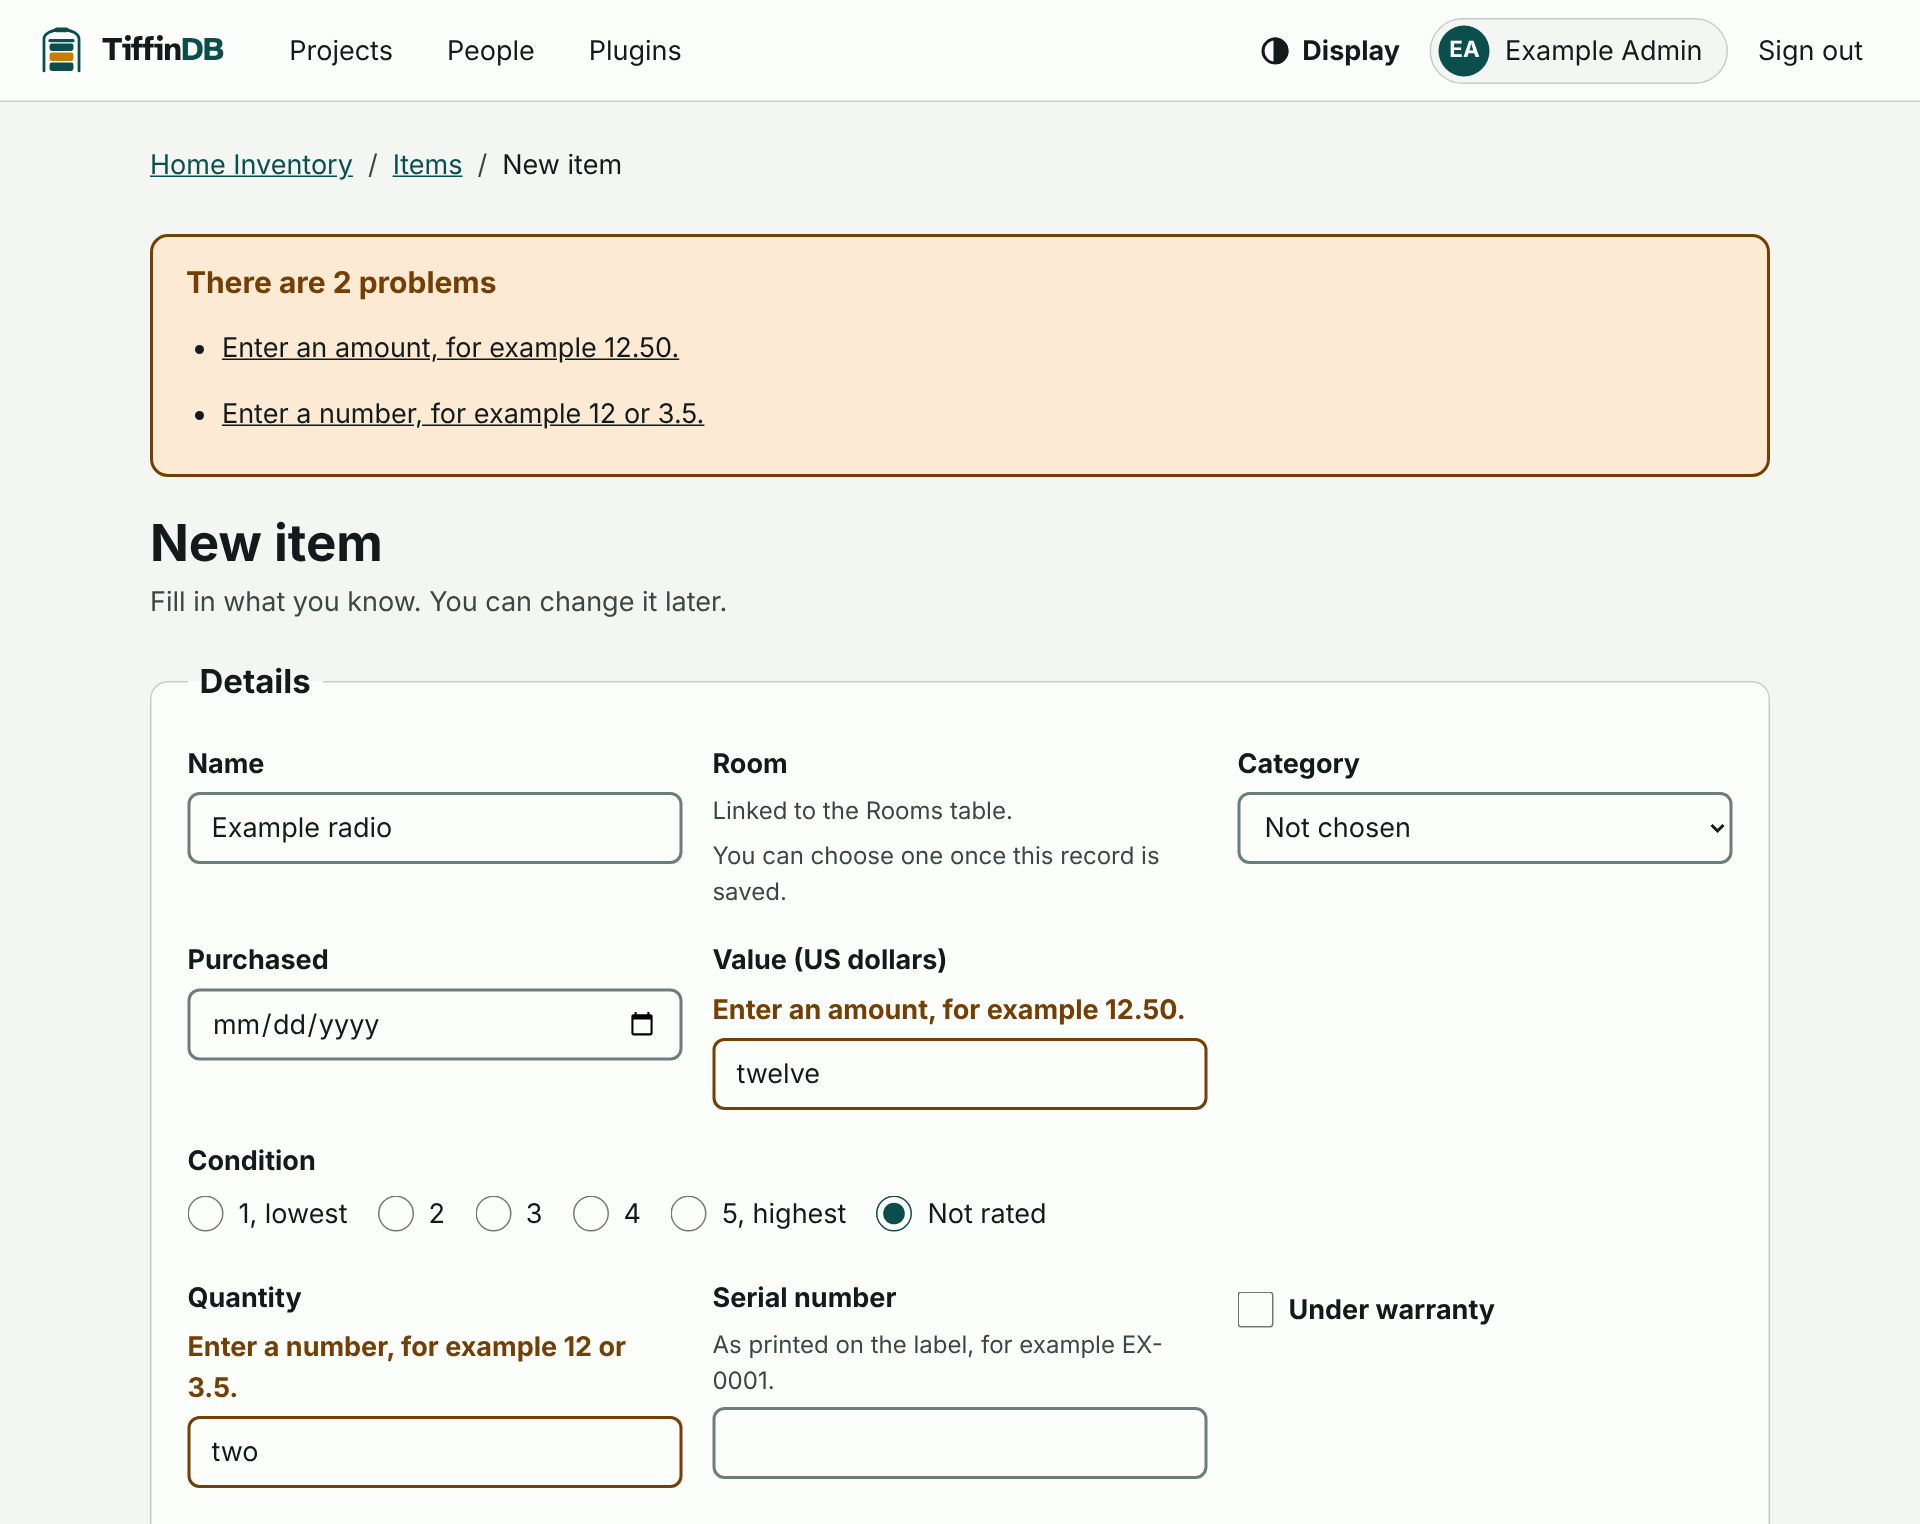 TiffinDB
Projects
People
Plugins
Display
EA
Example Admin
Sign out
Home Inventory / Items / New item
There are 2 problems
Enter an amount, for example 12.50.
Enter a number, for example 12 or 3.5.
New item
Fill in what you know. You can change it later.
Details
Name
Example radio
Room
Linked to the Rooms table.
You can choose one once this record is
saved.
Category
Not chosen
Purchased
mm/dd/yyyy
Value (US dollars)
Enter an amount, for example 12.50.
twelve
Condition
1, lowest
2
3
4
5, highest
Not rated
Quantity
Enter a number, for example 12 or
3.5.
two
Serial number
As printed on the label, for example EX-
0001.
Under warranty